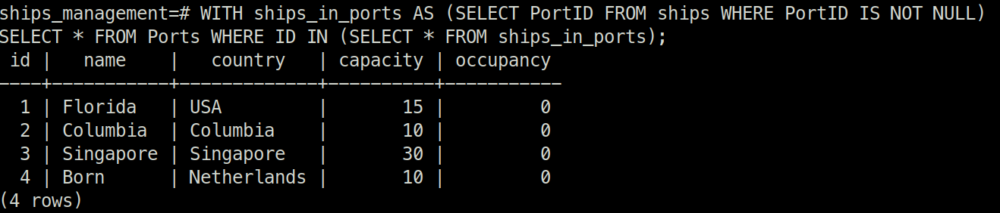 ships_management=# WITH ships_in_ports AS (SELECT PortID FROM ships WHERE PortID IS NOT NULL)
SELECT * FROM Ports WHERE ID IN (SELECT * FROM ships_in_ports);
 id |   name    |   country   | capacity | occupancy
----+-----------+-------------+----------+-----------
  1 | Florida   | USA         |       15 |         0
  2 | Columbia  | Columbia    |       10 |         0
  3 | Singapore | Singapore   |       30 |         0
  4 | Born      | Netherlands |       10 |         0
(4 rows)